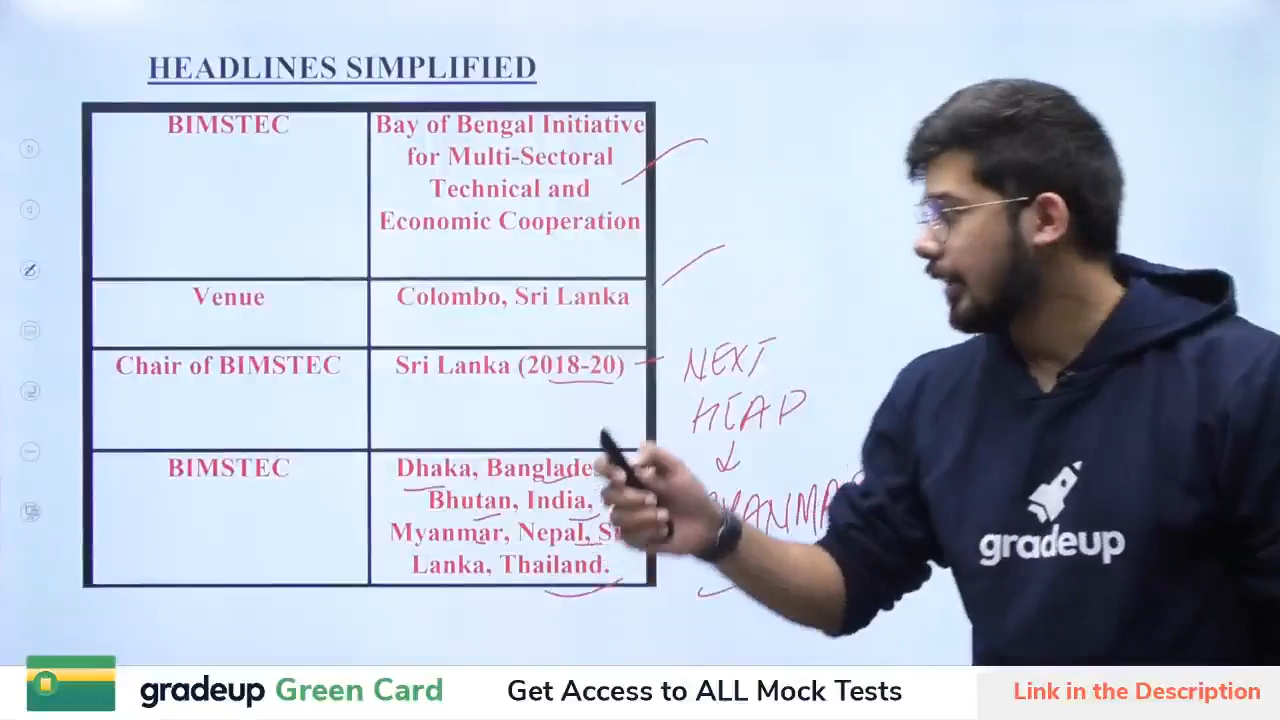 HEADLINES SIMPLIFIED
BIMSTEC
Bay of Bengal Initiative
for Multi-Sectoral
Technical and
Economic Cooperation
Venue
Colombo, Sri Lanka
Chair of BIMSTEC
Sri Lanka (2018-20)
NEXT
HEAD
BIMSTEC
Dhaka,
Bhutan, India,
Myanmar, Nepal,
Lanka, Thailand.
gradeup
gradeup Green Card
Get Access to ALL Mock Tests
Link in the Description